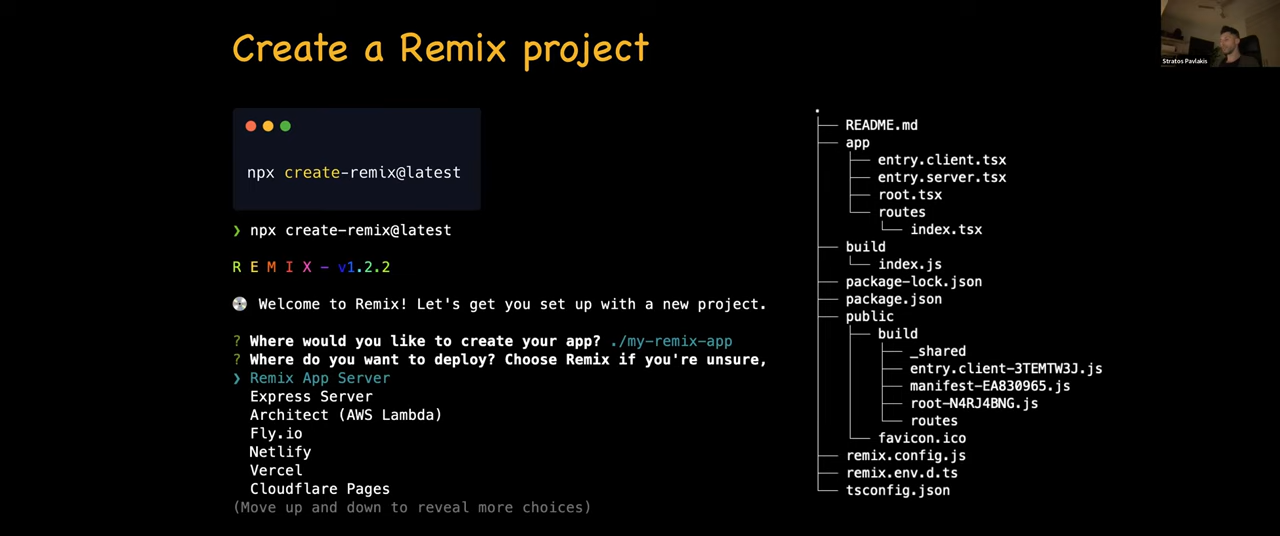 Create a Remix project
Stratos Pavlakis
npx create-remix@latest
❯ npx create-remix@latest
R E M I X - v1.2.2
💿 Welcome to Remix! Let's get you set up with a new project.
? Where would you like to create your app? ./my-remix-app
? Where do you want to deploy? Choose Remix if you're unsure,
❯ Remix App Server
Express Server
Architect (AWS Lambda)
Fly.io
Netlify
Vercel
Cloudflare Pages
(Move up and down to reveal more choices)
.
├── README.md
├── app
│   ├── entry.client.tsx
│   ├── entry.server.tsx
│   ├── root.tsx
│   └── routes
│       └── index.tsx
├── build
│   └── index.js
├── package-lock.json
├── package.json
├── public
│   ├── build
│   │   ├── _shared
│   │   ├── entry.client-3TEMTW3J.js
│   │   ├── manifest-EA830965.js
│   │   ├── root-N4RJ4BNG.js
│   │   └── routes
│   └── favicon.ico
├── remix.config.js
├── remix.env.d.ts
└── tsconfig.json